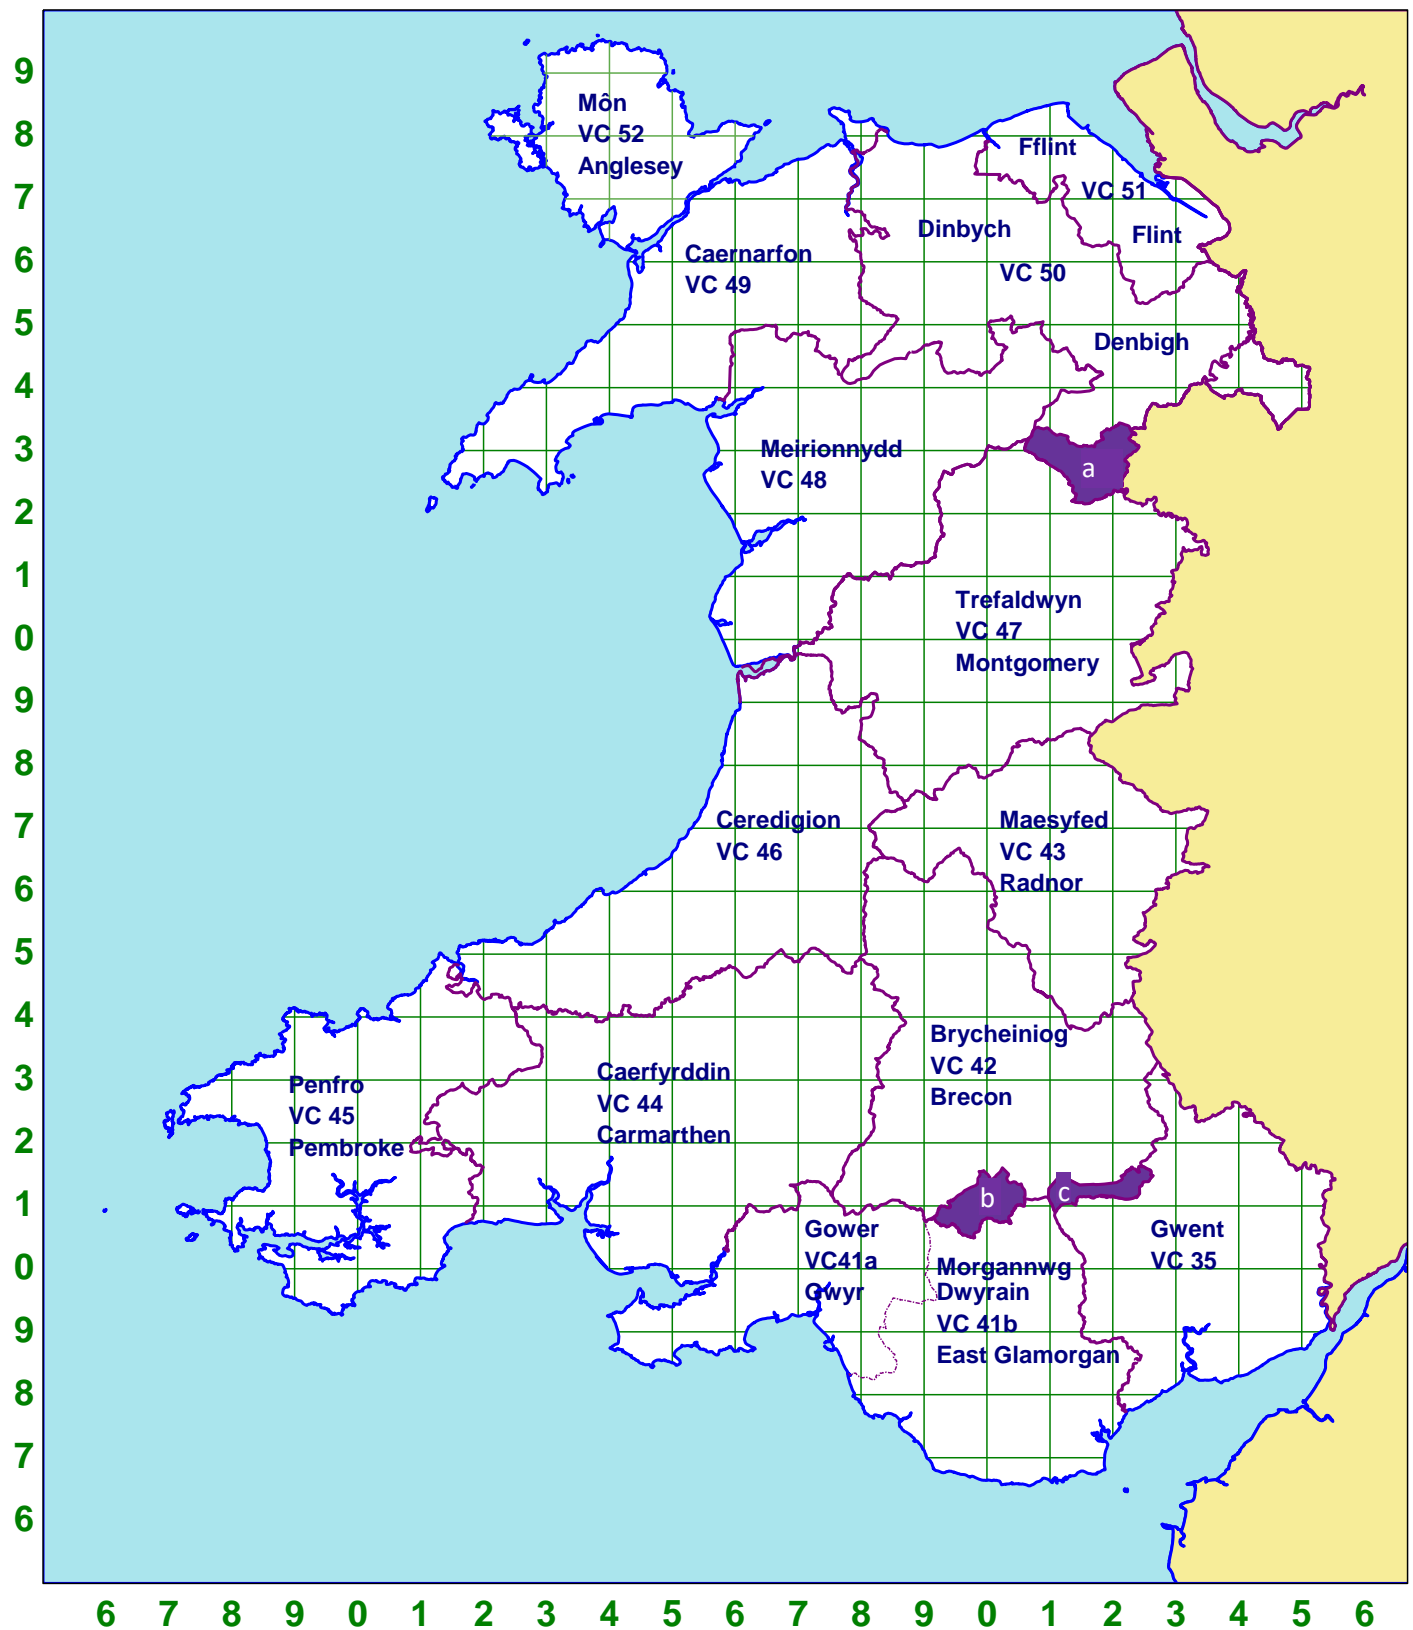 9
Môn
VC 52
Anglesey
8
Fflint
VC 51
Flint
7
Dinbych
VC 50
Denbigh
Caernarfon
VC 49
6
5
4
3
Meirionnydd
VC 48
a
2
1
Trefaldwyn
VC 47
Montgomery
0
9
8
Ceredigion
VC 46
Maesyfed
VC 43
Radnor
7
6
5
4
Brycheiniog
VC 42
Brecon
Caerfyrddin
VC 44
Carmarthen
Penfro
VC 45
Pembroke
3
2
b
c
1
Gower
VC41a
Gwyr
Morgannwg
Dwyrain
VC 41b
East Glamorgan
Gwent
VC 35
0
9
8
7
6
6 7 8 9 0 1 2 3 4 5 6 7 8 9 0 1 2 3 4 5 6